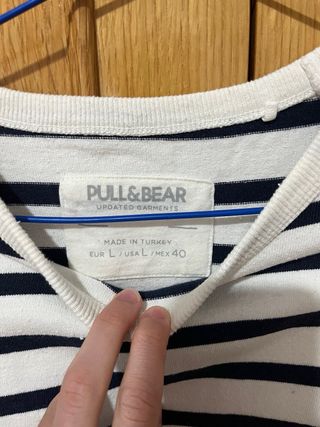 PULL&BEAR
UPDATED GARMENTS
MADE IN TURKEY
EUR L / USA L / MEX 40